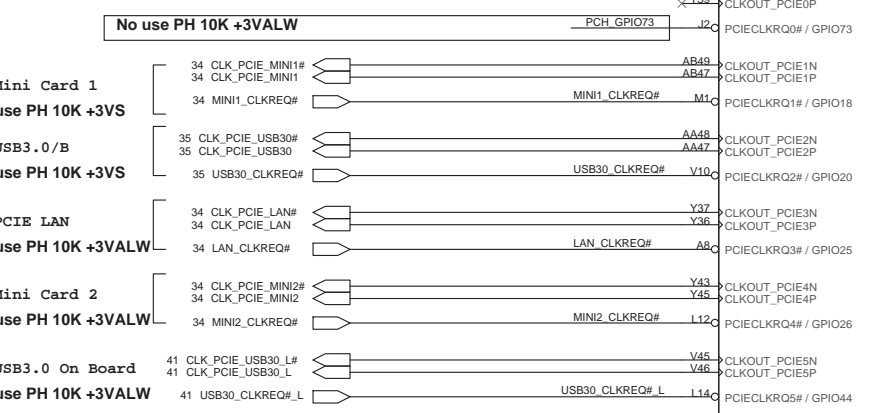 CLKOUT_PCIE0P
No use PH 10K +3VALW PCH_GPIO73 J2 PCIECLKRQ0# / GPIO73
34 CLK_PCIE_MINI1# AB49 CLKOUT_PCIE1N
34 CLK_PCIE_MINI1 AB47 CLKOUT_PCIE1P
Mini Card 1
34 MINI1_CLKREQ# MINI1_CLKREQ# M1 PCIECLKRQ1# / GPIO18
use PH 10K +3VS
35 CLK_PCIE_USB30# AA48 CLKOUT_PCIE2N
USB3.0/B
35 CLK_PCIE_USB30 AA47 CLKOUT_PCIE2P
use PH 10K +3VS 35 USB30_CLKREQ# USB30_CLKREQ# V10 PCIECLKRQ2# / GPIO20
34 CLK_PCIE_LAN# Y37 CLKOUT_PCIE3N
PCIE LAN 34 CLK_PCIE_LAN Y36 CLKOUT_PCIE3P
use PH 10K +3VALW 34 LAN_CLKREQ# LAN_CLKREQ# A8 PCIECLKRQ3# / GPIO25
34 CLK_PCIE_MINI2# Y43 CLKOUT_PCIE4N
Mini Card 2 34 CLK_PCIE_MINI2 Y45 CLKOUT_PCIE4P
use PH 10K +3VALW 34 MINI2_CLKREQ# MINI2_CLKREQ# L12 PCIECLKRQ4# / GPIO26
41 CLK_PCIE_USB30_L# V45 CLKOUT_PCIE5N
USB3.0 On Board 41 CLK_PCIE_USB30_L V46 CLKOUT_PCIE5P
use PH 10K +3VALW 41 USB30_CLKREQ#_L USB30_CLKREQ#_L L14 PCIECLKRQ5# / GPIO44